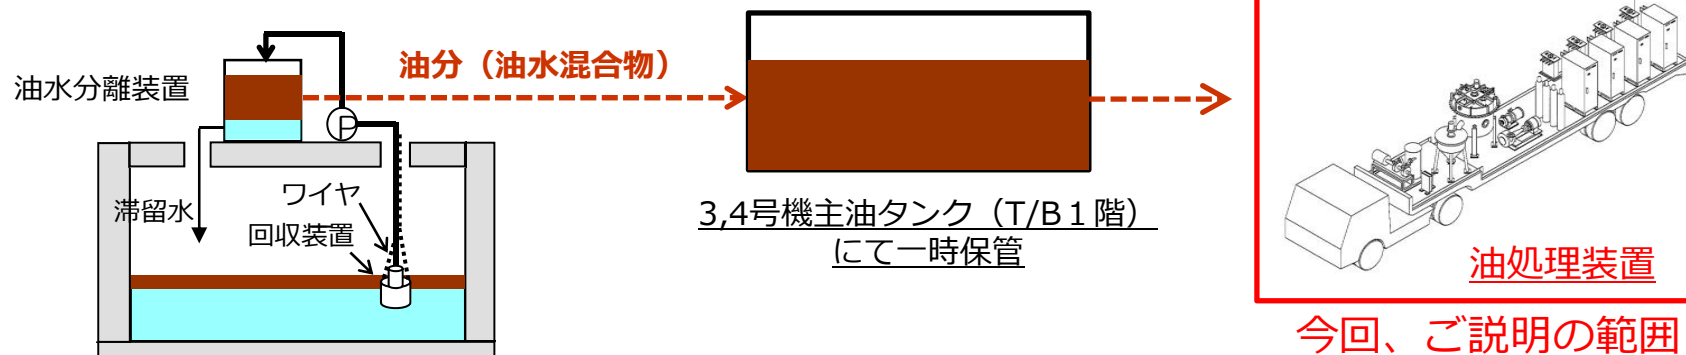 油水分離装置
P
油分（油水混合物）
滞留水
ワイヤ
回収装置
3,4号機主油タンク（T/B１階）
にて一時保管
油処理装置
今回、ご説明の範囲